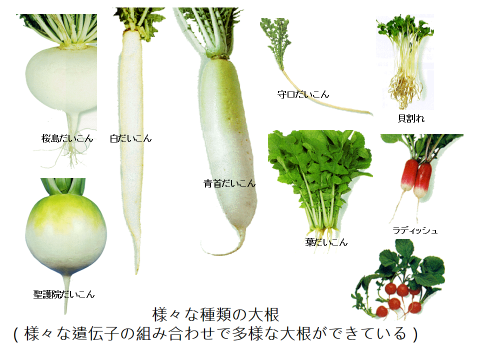 守口だいこん
貝割れ
桜島だいこん
白だいこん
青首だいこん
葉だいこん
ラディッシュ
聖護院だいこん
様々な種類の大根
(様々な遺伝子の組み合わせで多様な大根ができている)